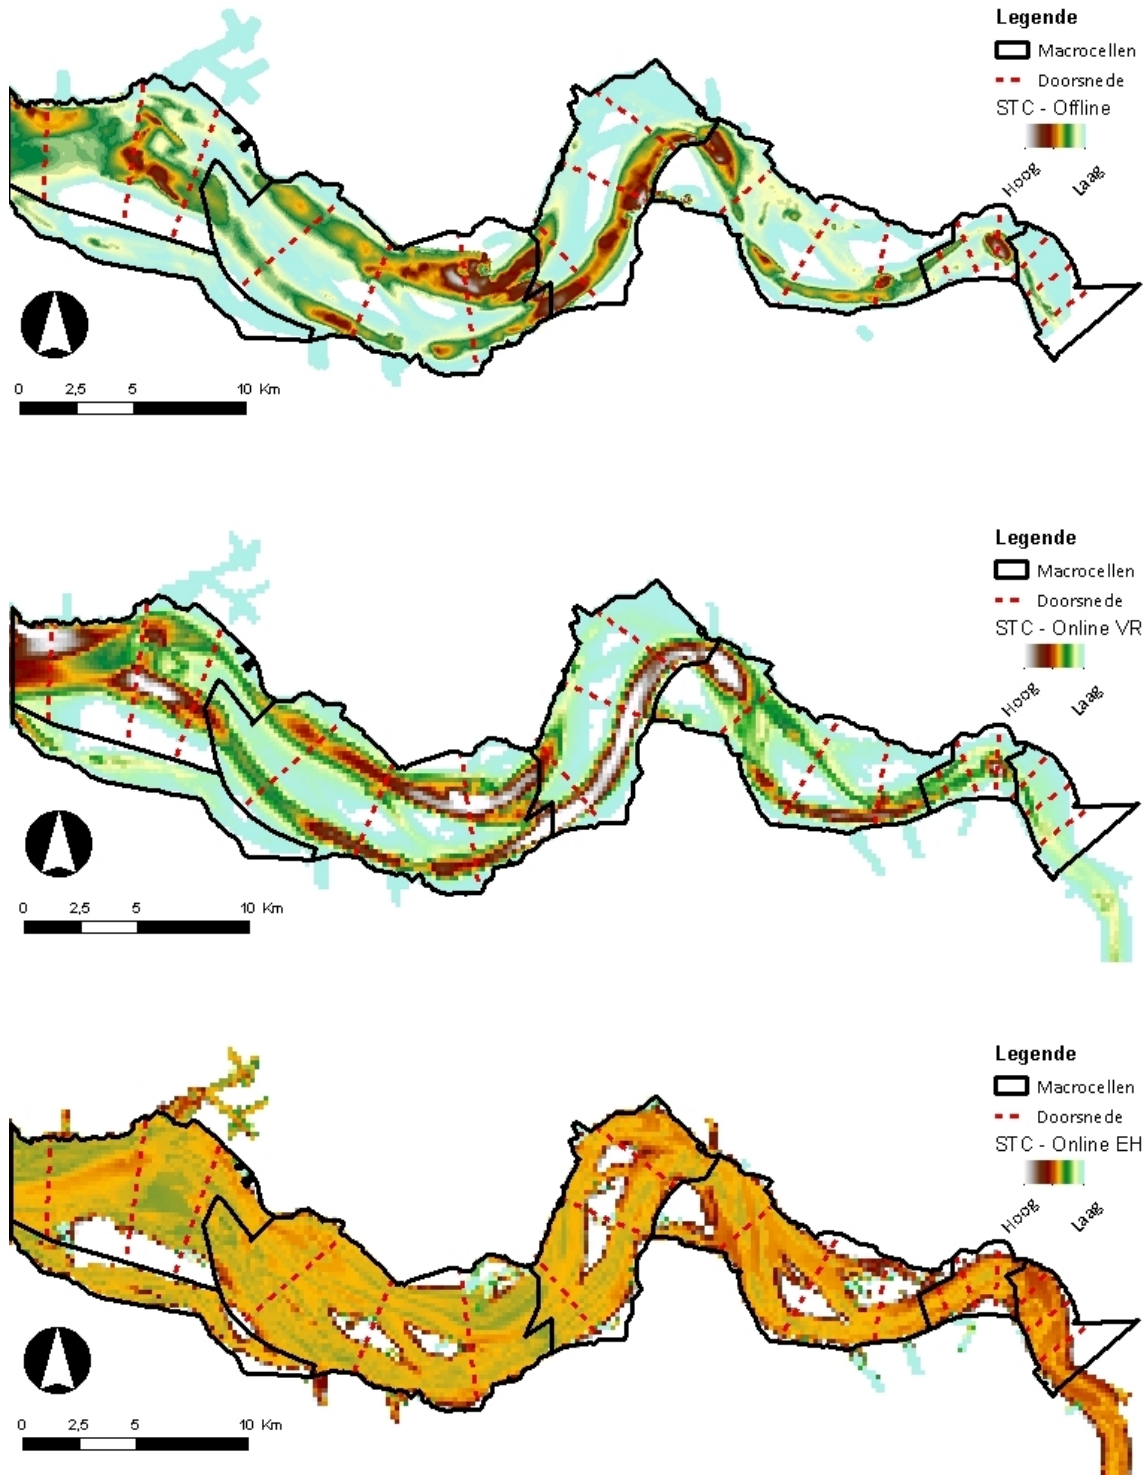 Legende
Macrocellen
Doorsnede
STC - Offline
Hoog Laag
0 2,5 5 10 Km
Legende
Macrocellen
Doorsnede
STC - Online VR
Hoog Laag
0 2,5 5 10 Km
Legende
Macrocellen
Doorsnede
STC - Online EH
Hoog Laag
0 2,5 5 10 Km